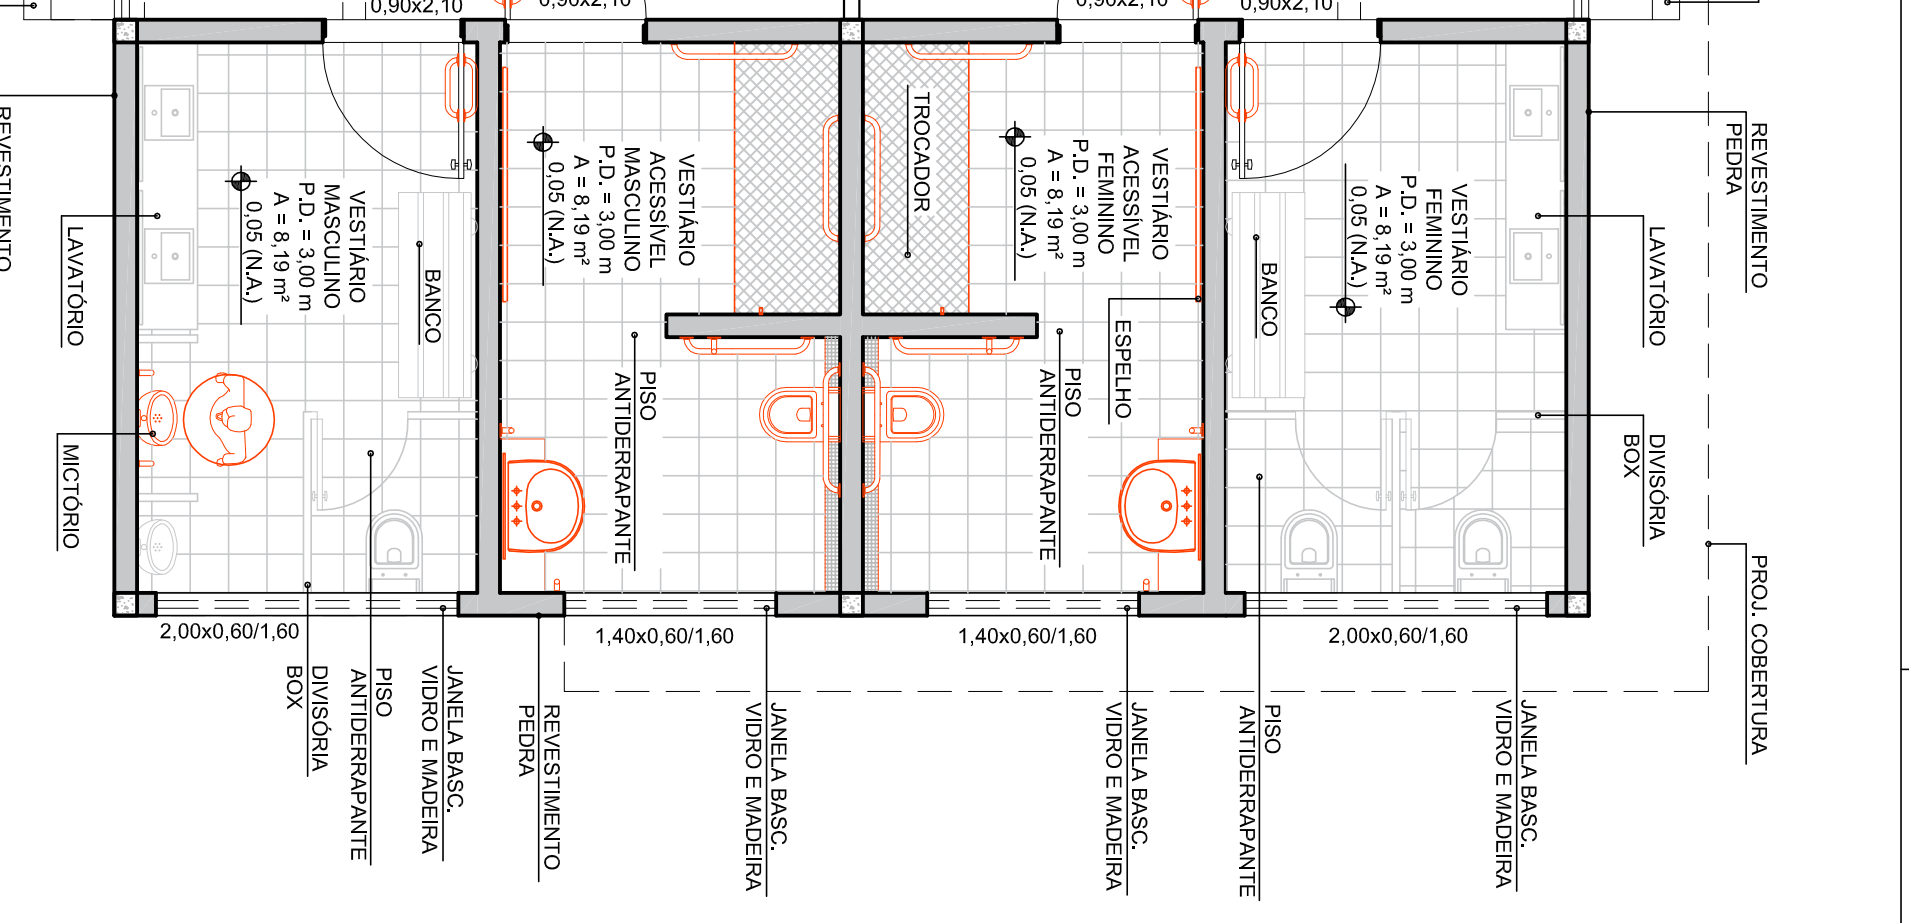 0,90x2,10
0,90x2,10
0,90x2,10
0,90x2,10
REVESTIMENTO
LAVATÓRIO
MICTÓRIO
VESTIÁRIO
MASCULINO
P.D. = 3,00 m
A = 8,19 m²
0,05 (N.A.)
BANCO
VESTIÁRIO
ACESSÍVEL
MASCULINO
P.D. = 3,00 m
A = 8,19 m²
0,05 (N.A.)
PISO
ANTIDERRAPANTE
TROCADOR
VESTIÁRIO
ACESSÍVEL
FEMININO
P.D. = 3,00 m
A = 8,19 m²
0,05 (N.A.)
PISO
ANTIDERRAPANTE
ESPELHO
BANCO
VESTIÁRIO
FEMININO
P.D. = 3,00 m
A = 8,19 m²
0,05 (N.A.)
REVESTIMENTO
PEDRA
LAVATÓRIO
DIVISÓRIA
BOX
PROJ. COBERTURA
2,00x0,60/1,60
1,40x0,60/1,60
1,40x0,60/1,60
2,00x0,60/1,60
DIVISÓRIA
BOX
PISO
ANTIDERRAPANTE
JANELA BASC.
VIDRO E MADEIRA
REVESTIMENTO
PEDRA
JANELA BASC.
VIDRO E MADEIRA
JANELA BASC.
VIDRO E MADEIRA
PISO
ANTIDERRAPANTE
JANELA BASC.
VIDRO E MADEIRA